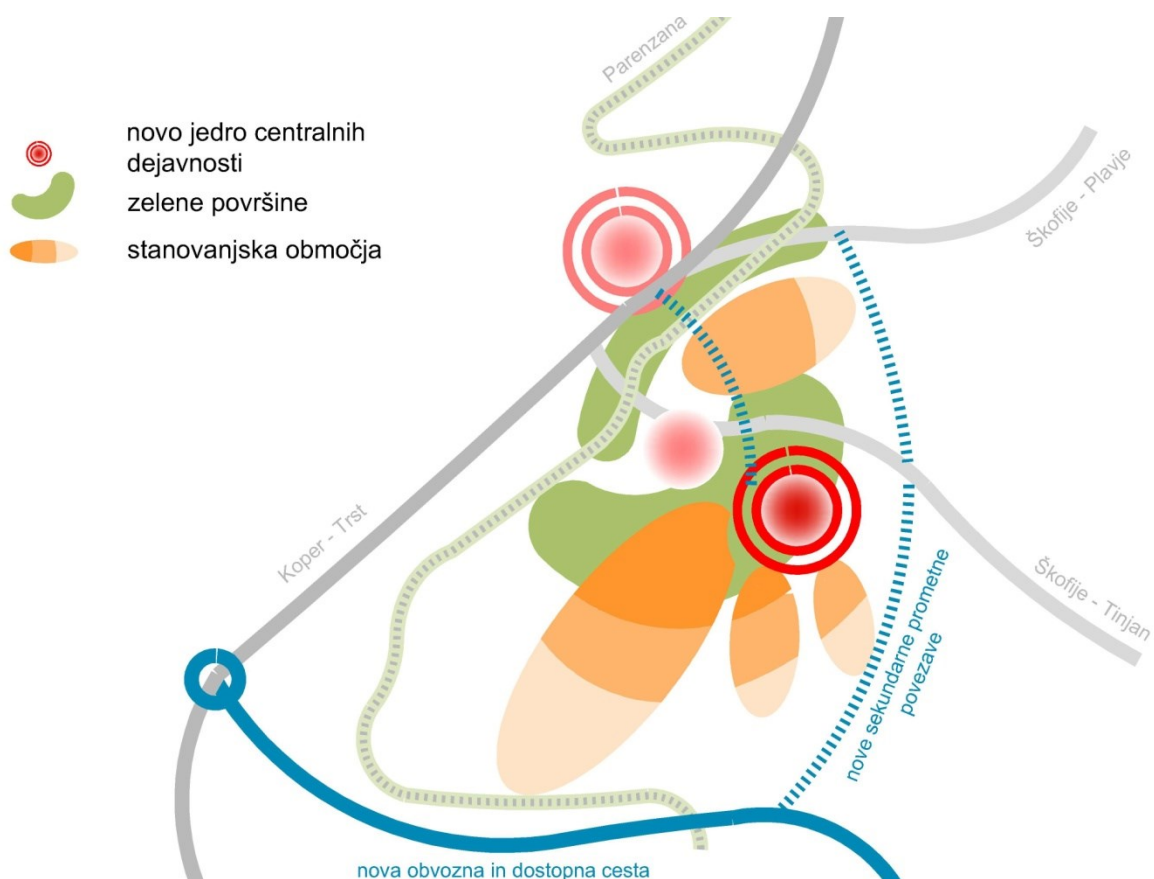 novo jedro centralnih
dejavnosti
zelene površine
stanovanjska območja
Parenzana
Škofije - Plavje
Koper - Trst
Škofije - Tinjan
nove sekundarne prometne
povezave
nova obvozna in dostopna cesta